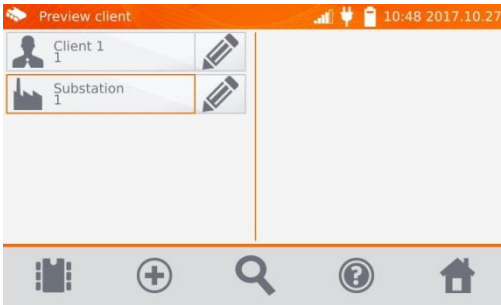 Preview client
10:48 2017.10.27
Client 1
1
Substation
1